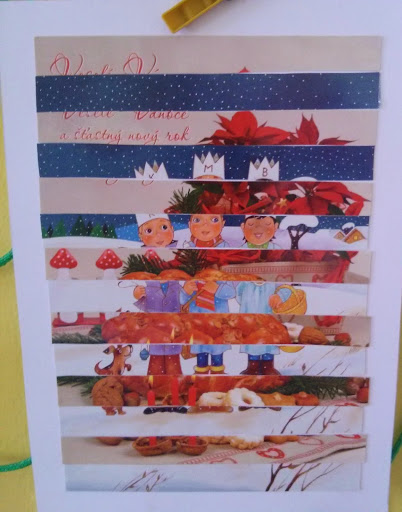 Veselé Vánoce
a šťastný nový rok
K M B